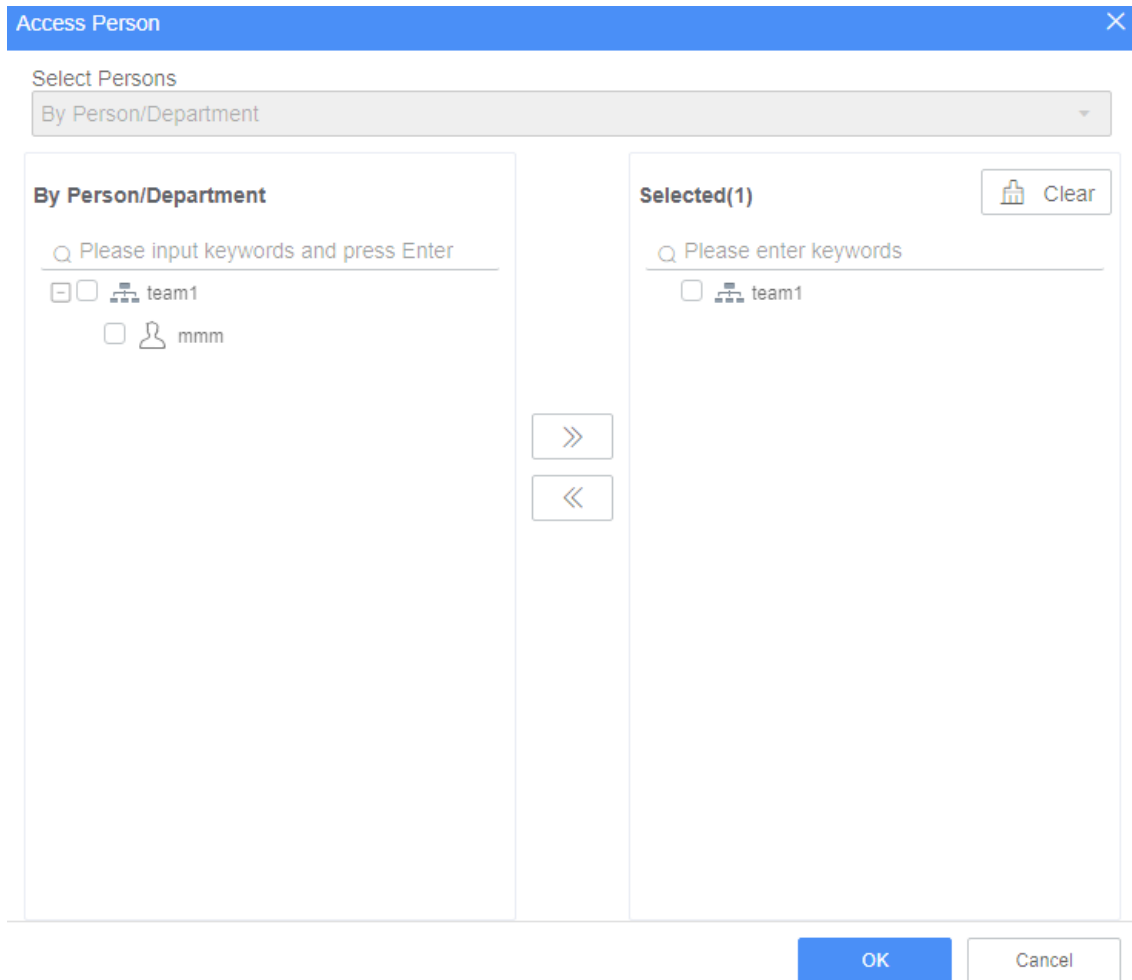 Access Person
Select Persons
By Person/Department
By Person/Department
Please input keywords and press Enter
team1
mmm
Selected(1)
Clear
Please enter keywords
team1
OK
Cancel